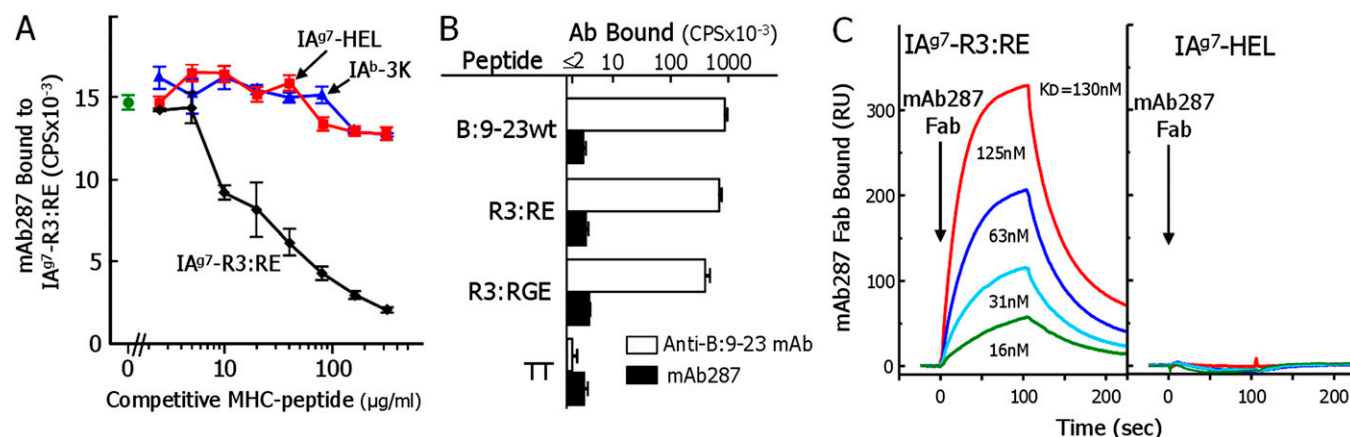 A
mAb287 Bound to
IAg7-R3:RE (CPSx10-3)
15
10
5
0
IAg7-HEL
IAb-3K
IAg7-R3:RE
0
10
100
Competitive MHC-peptide (µg/ml)
B
Ab Bound (CPSx10-3)
Peptide
<2
10
100
1000
B:9-23wt
R3:RE
R3:RGE
TT
Anti-B:9-23 mAb
mAb287
C
IAg7-R3:RE
IAg7-HEL
mAb287 Fab Bound (RU)
300
200
100
0
mAb287
Fab
KD=130nM
125nM
63nM
31nM
16nM
mAb287
Fab
0
100
200
0
100
200
Time (sec)